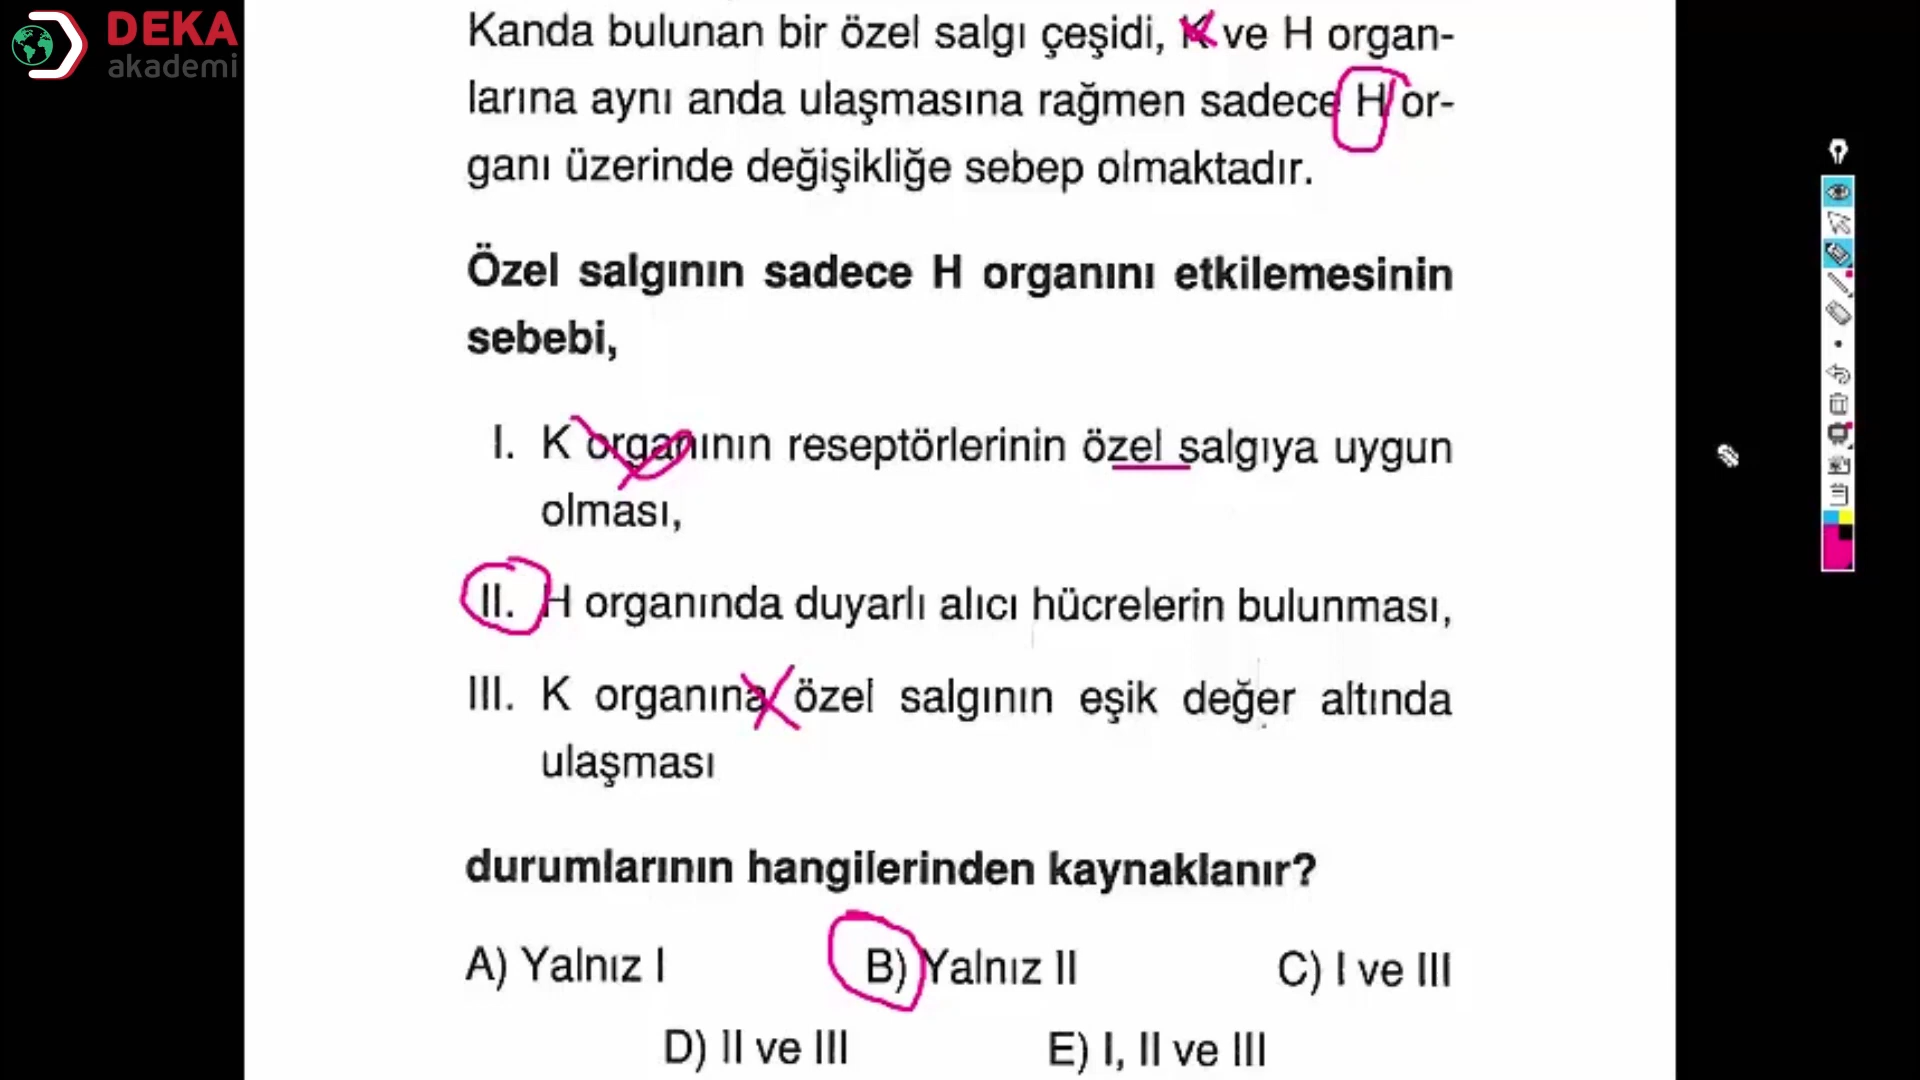 DEKA
akademi
Kanda bulunan bir özel salgı çeşidi, K ve H organ-
larına aynı anda ulaşmasına rağmen sadece H or-
ganı üzerinde değişikliğe sebep olmaktadır.
Özel salgının sadece H organını etkilemesinin
sebebi,
I. K organının reseptörlerinin özel salgıya uygun
olması,
II. H organında duyarlı alıcı hücrelerin bulunması,
III. K organına özel salgının eşik değer altında
ulaşması
durumlarının hangilerinden kaynaklanır?
A) Yalnız I B) Yalnız II C) I ve III
D) II ve III E) I, II ve III